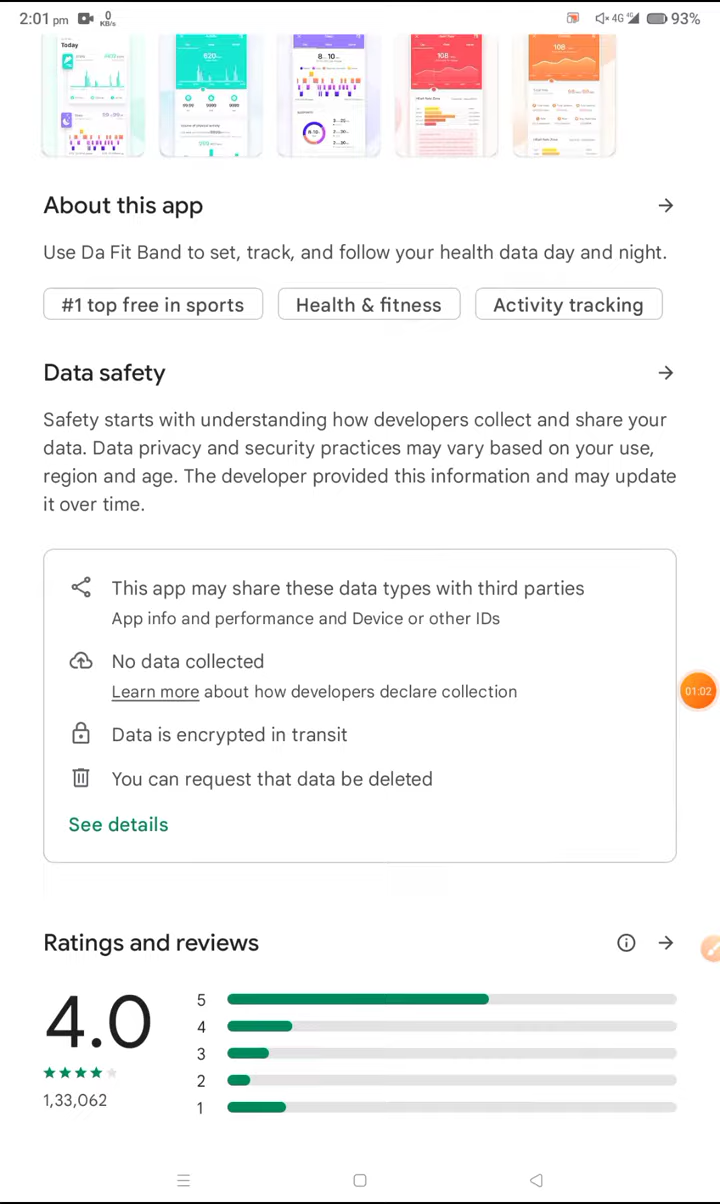 2:01 pm 0 KB/s 4G 4G 93%
Today
About this app
Use Da Fit Band to set, track, and follow your health data day and night.
#1 top free in sports
Health & fitness
Activity tracking
Data safety
Safety starts with understanding how developers collect and share your
data. Data privacy and security practices may vary based on your use,
region and age. The developer provided this information and may update
it over time.
This app may share these data types with third parties
App info and performance and Device or other IDs
No data collected
01:02
Learn more about how developers declare collection
Data is encrypted in transit
You can request that data be deleted
See details
Ratings and reviews
4.0
1,33,062
5
4
3
2
1